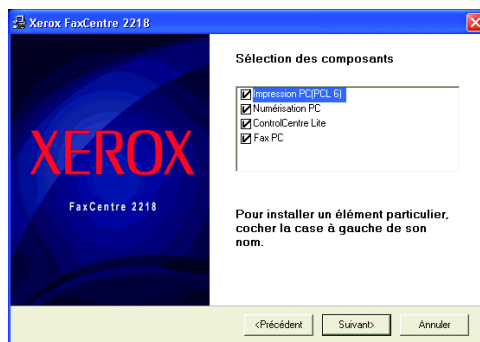 Xerox FaxCentre 2218
Sélection des composants
Impression PC(PCL 6)
Numérisation PC
ControlCentre Lite
Fax PC
XEROX
FaxCentre 2218
Pour installer un élément particulier,
cocher la case à gauche de son
nom.
<Précédent
Suivant>
Annuler